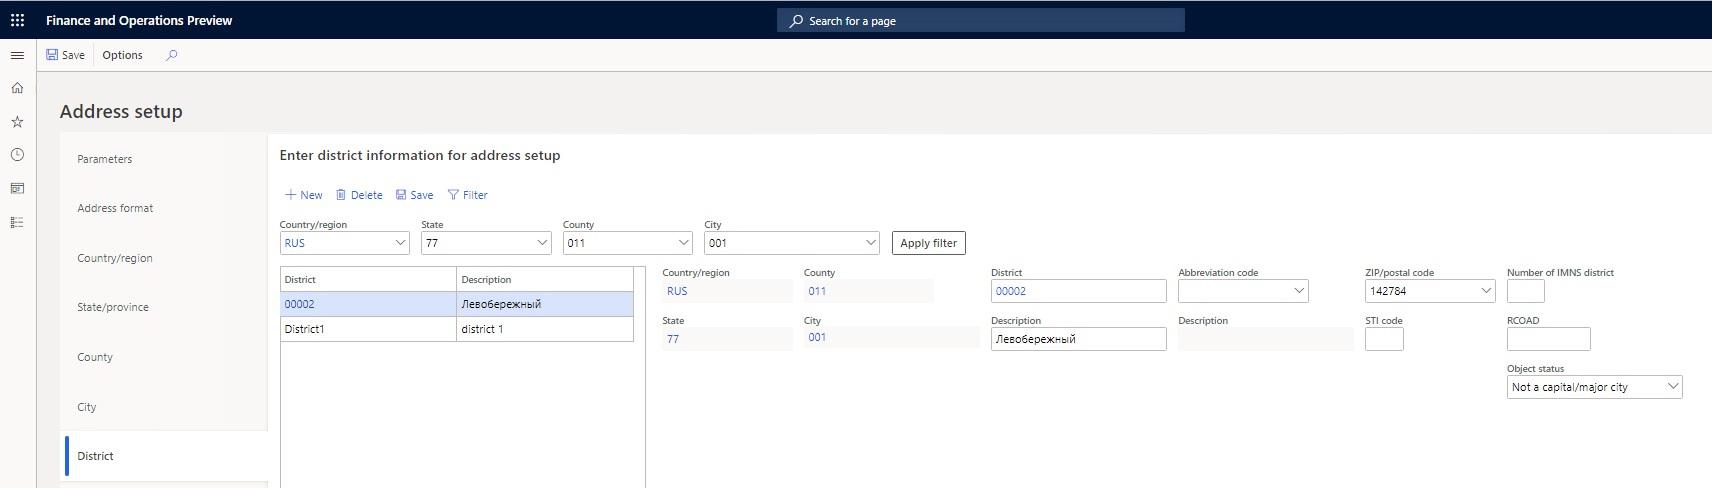 Finance and Operations Preview
Search for a page
Save
Options
Address setup
Parameters
Address format
Country/region
State/province
County
City
District
Enter district information for address setup
New
Delete
Save
Filter
Country/region
State
County
City
RUS
77
011
001
Apply filter
District
Description
00002
Левобережный
District1
district 1
Country/region
County
District
Abbreviation code
ZIP/postal code
Number of IMNS district
RUS
011
00002
142784
State
City
Description
Description
STI code
RCOAD
77
001
Левобережный
Object status
Not a capital/major city